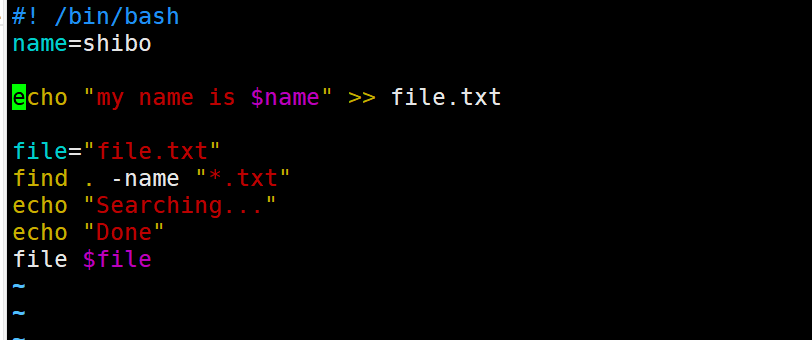 #! /bin/bash
name=shibo
echo "my name is $name" >> file.txt
file="file.txt"
find . -name "*.txt"
echo "Searching..."
echo "Done"
file $file
~
~
~